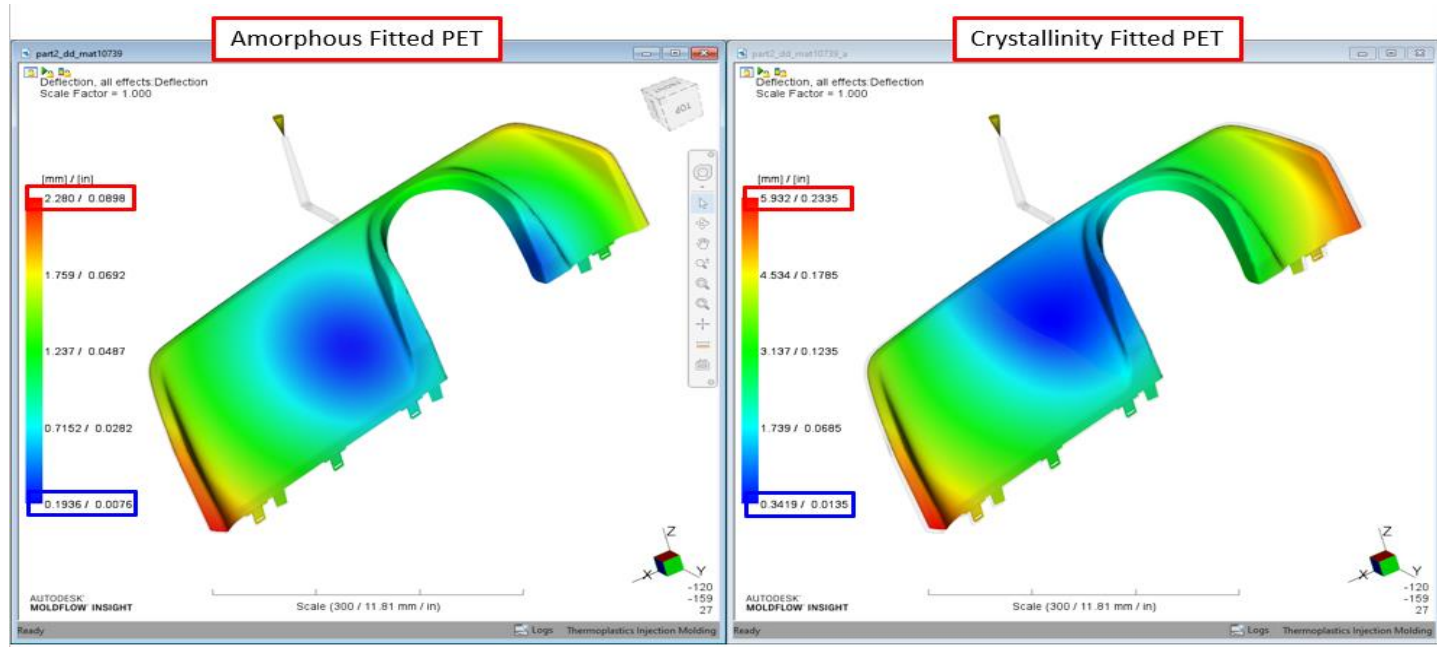 Amorphous Fitted PET
part2_dd_mat10739
Deflection, all effects:Deflection
Scale Factor = 1.000
TOP
[mm] / [in]
2.280 / 0.0898
1.759 / 0.0692
1.237 / 0.0487
0.7152 / 0.0282
0.1936 / 0.0076
Z
X
Y
-120
-159
27
AUTODESK'
MOLDFLOW INSIGHT
Scale (300 / 11.81 mm / in)
Ready
Logs
Thermoplastics Injection Molding
Crystallinity Fitted PET
part2_dd_mat10739_a
Deflection, all effects:Deflection
Scale Factor = 1.000
[mm] / [in]
5.932 / 0.2335
4.534 / 0.1785
3.137 / 0.1235
1.739 / 0.0685
0.3419 / 0.0135
Z
X
Y
-120
-159
27
AUTODESK'
MOLDFLOW INSIGHT
Scale (300 / 11.81 mm / in)
Ready
Logs
Thermoplastics Injection Molding